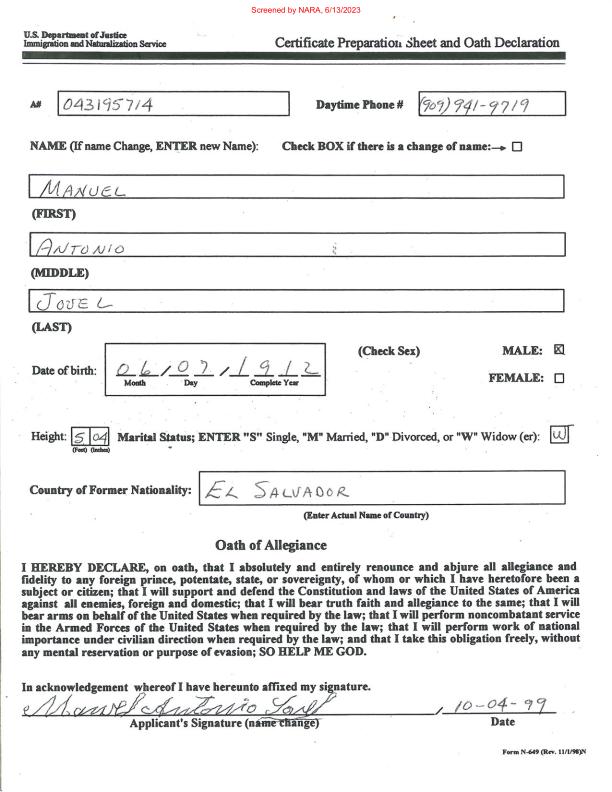 Screened by NARA, 6/13/2023
U.S. Department of Justice
Immigration and Naturalization Service
Certificate Preparation Sheet and Oath Declaration
A# 043195714 Daytime Phone # (909) 941-9719
NAME (If name Change, ENTER new Name): Check BOX if there is a change of name:→ ☐
MANUEL
(FIRST)
ANTONIO
(MIDDLE)
JOVEL
(LAST)
(Check Sex) MALE: ☒
Date of birth: 06/07/1912
Month Day Complete Year
FEMALE: ☐
Height: 5 04 Marital Status; ENTER "S" Single, "M" Married, "D" Divorced, or "W" Widow (er): W
(Feet) (Inches)
Country of Former Nationality: EL SALVADOR
(Enter Actual Name of Country)
Oath of Allegiance
I HEREBY DECLARE, on oath, that I absolutely and entirely renounce and abjure all allegiance and
fidelity to any foreign prince, potentate, state, or sovereignty, of whom or which I have heretofore been a
subject or citizen; that I will support and defend the Constitution and laws of the United States of America
against all enemies, foreign and domestic; that I will bear truth faith and allegiance to the same; that I will
bear arms on behalf of the United States when required by the law; that I will perform noncombatant service
in the Armed Forces of the United States when required by the law; that I will perform work of national
importance under civilian direction when required by the law; and that I take this obligation freely, without
any mental reservation or purpose of evasion; SO HELP ME GOD.
In acknowledgement whereof I have hereunto affixed my signature.
Manuel Antonio Jovel , 10-04-99
Applicant's Signature (name change) Date
Form N-649 (Rev. 11/1/98)N